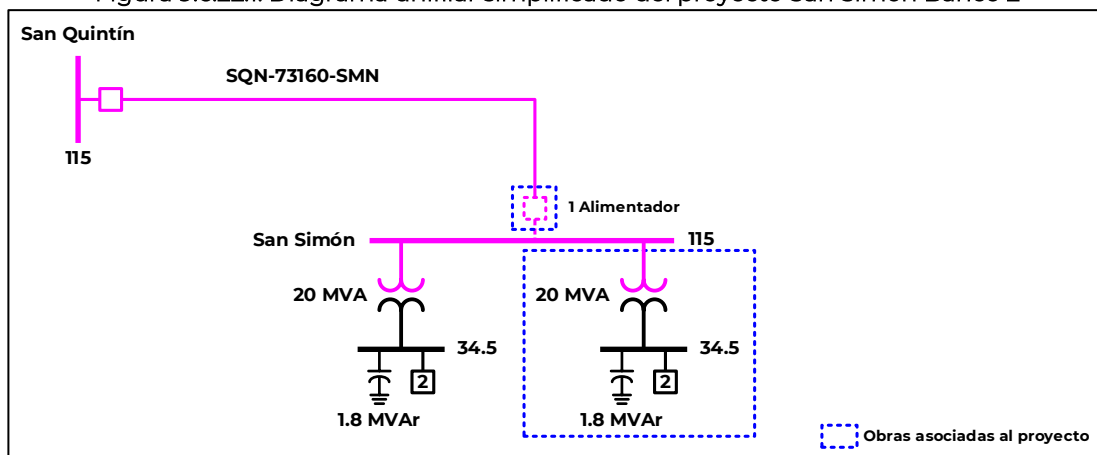 San Quintín
SQN-73160-SMN
115
1 Alimentador
San Simón
115
20 MVA
20 MVA
34.5
34.5
2
2
1.8 MVAr
1.8 MVAr
Obras asociadas al proyecto